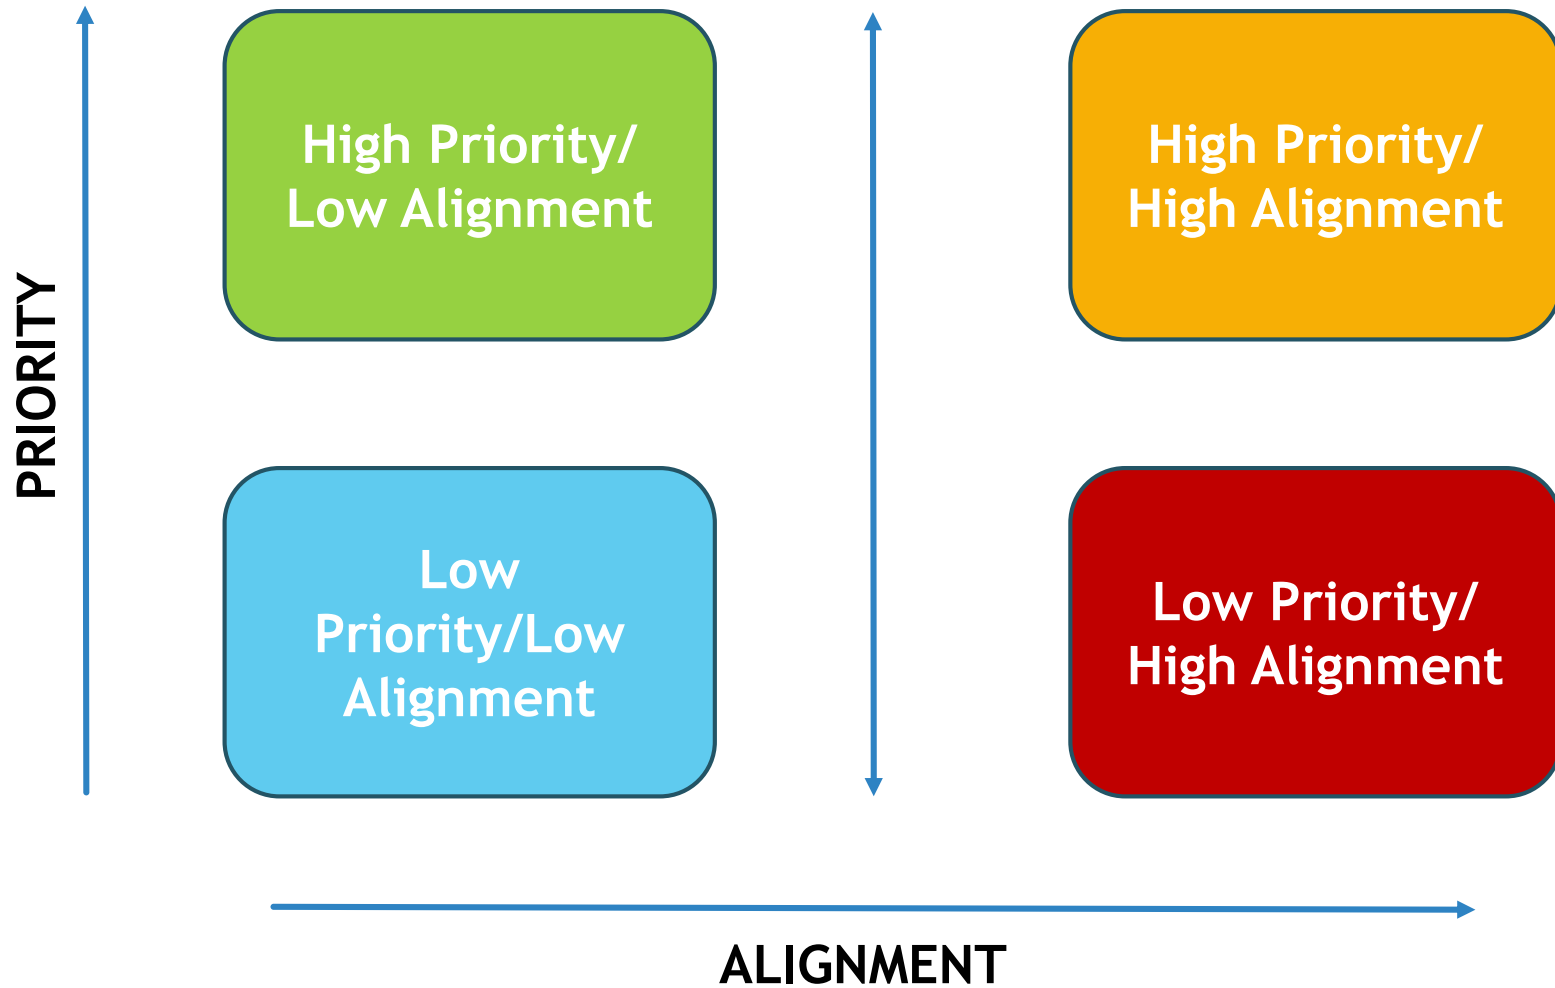 High Priority/
Low Alignment
High Priority/
High Alignment
PRIORITY
Low
Priority/Low
Alignment
Low Priority/
High Alignment
ALIGNMENT